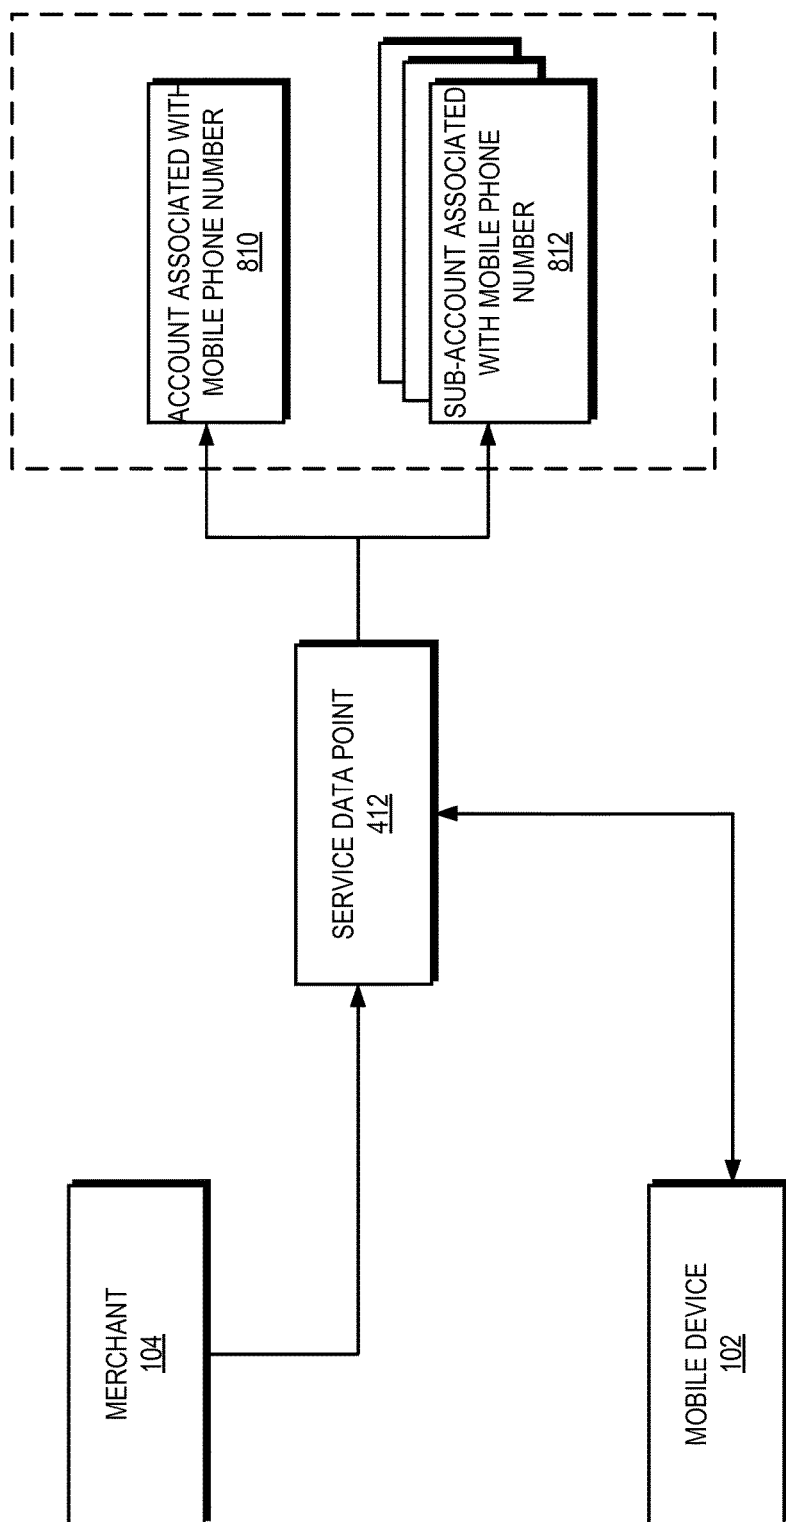 MERCHANT
104
MOBILE DEVICE
102
SERVICE DATA POINT
412
ACCOUNT ASSOCIATED WITH
MOBILE PHONE NUMBER
810
SUB-ACCOUNT ASSOCIATED
WITH MOBILE PHONE
NUMBER
812